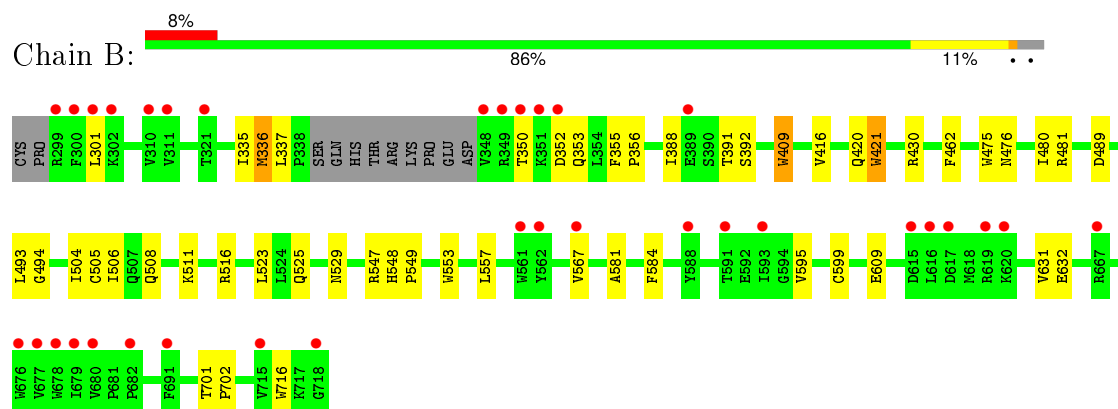 8%
Chain B:
86% 11% • •
CYS PRO R299 F300 L301 K302 V310 V311 T321 I335 M336 L337 P338 SER GLN HIS THR ARG LYS PRO GLU ASP V348 R349 T350 K351 D352 Q353 L354 F355 P356 I388 E389 S390 T391 S392 W409 V416 Q420 W421 R430 F462 W475 N476 I480 R481 D489
L493 G494 I504 C505 I506 Q507 Q508 K511 R516 L523 L524 Q525 N529 R547 H548 P549 W553 L557 W561 Y562 V567 A581 F584 Y588 T591 E592 I593 G594 V595 C599 E609 D615 L616 D617 M618 R619 K620 V631 E632 R667
W676 V677 W678 I679 V680 P681 P682 F691 T701 P702 V715 W716 K717 G718